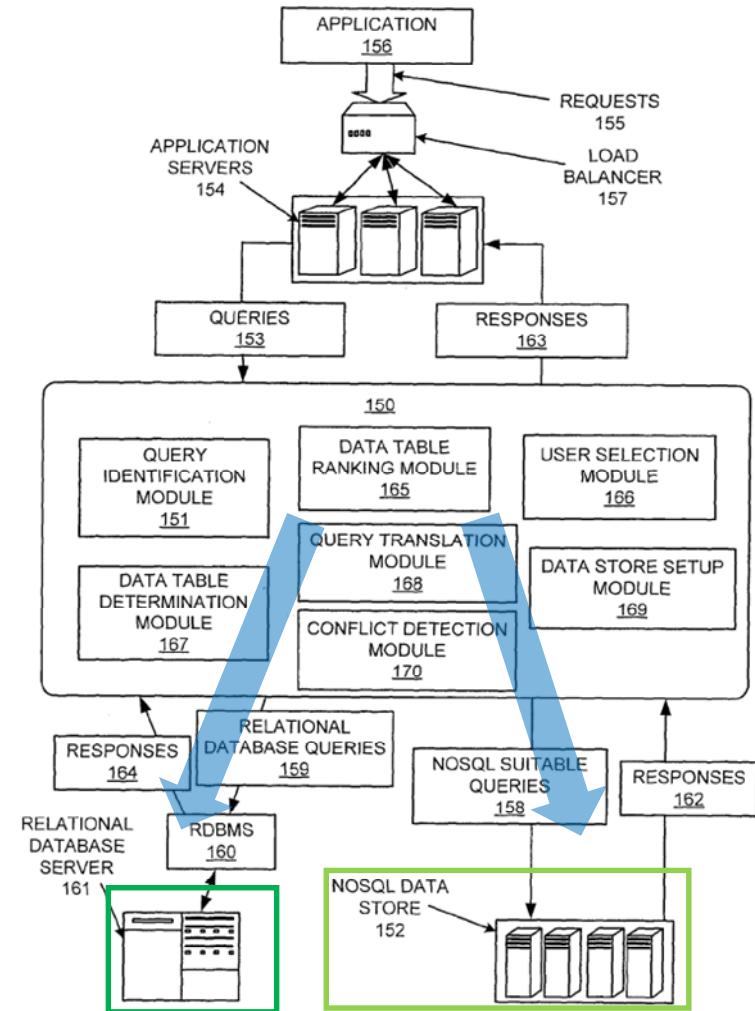 APPLICATION
156
REQUESTS
155
APPLICATION
SERVERS
154
LOAD
BALANCER
157
QUERIES
153
RESPONSES
163
150
QUERY
IDENTIFICATION
MODULE
151
DATA TABLE
RANKING MODULE
165
USER SELECTION
MODULE
166
DATA TABLE
DETERMINATION
MODULE
167
QUERY TRANSLATION
MODULE
168
DATA STORE SETUP
MODULE
169
CONFLICT DETECTION
MODULE
170
RESPONSES
164
RELATIONAL
DATABASE QUERIES
159
NOSQL SUITABLE
QUERIES
158
RESPONSES
162
RELATIONAL
DATABASE
SERVER
161
RDBMS
160
NOSQL DATA
STORE
152